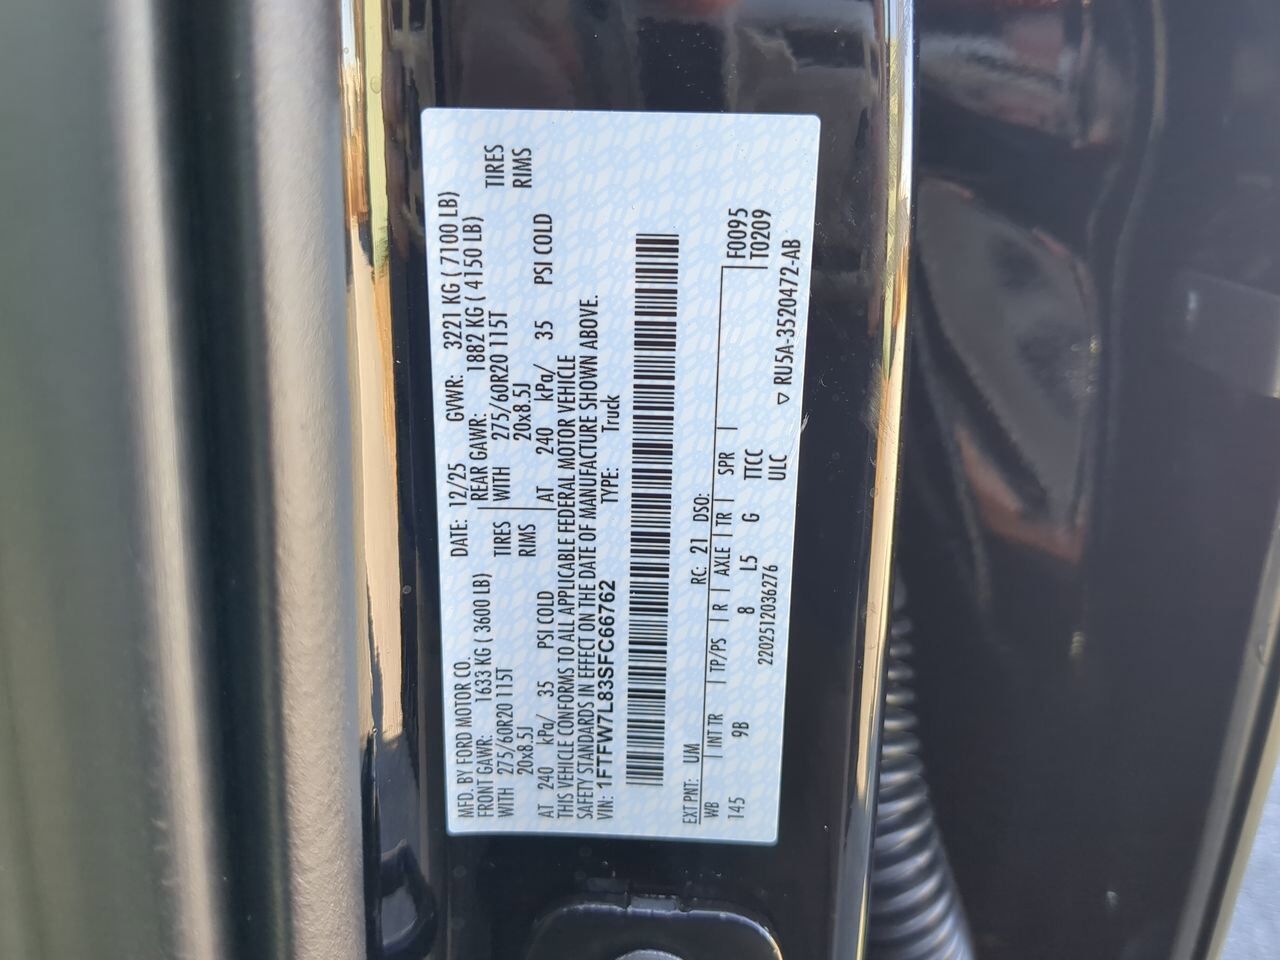 MFD. BY FORD MOTOR CO. DATE: 12/25 GVWR: 3221 KG ( 7100 LB)
FRONT GAWR: 1633 KG ( 3600 LB) REAR GAWR: 1882 KG ( 4150 LB)
WITH 275/60R20 115T TIRES WITH 275/60R20 115T TIRES
20x8.5J RIMS 20x8.5J RIMS
AT 240 kPa/ 35 PSI COLD AT 240 kPa/ 35 PSI COLD
THIS VEHICLE CONFORMS TO ALL APPLICABLE FEDERAL MOTOR VEHICLE
SAFETY STANDARDS IN EFFECT ON THE DATE OF MANUFACTURE SHOWN ABOVE.
VIN: 1FTFW7L83SFC66762 TYPE: Truck
EXT PNT: UM RC: 21 DSO:
WB | INT TR | TP/PS | R | AXLE | TR | SPR | F0095
145 9B 8 L5 G TTCC T0209
2202512036276 ULC ▽ RU5A-3520472-AB